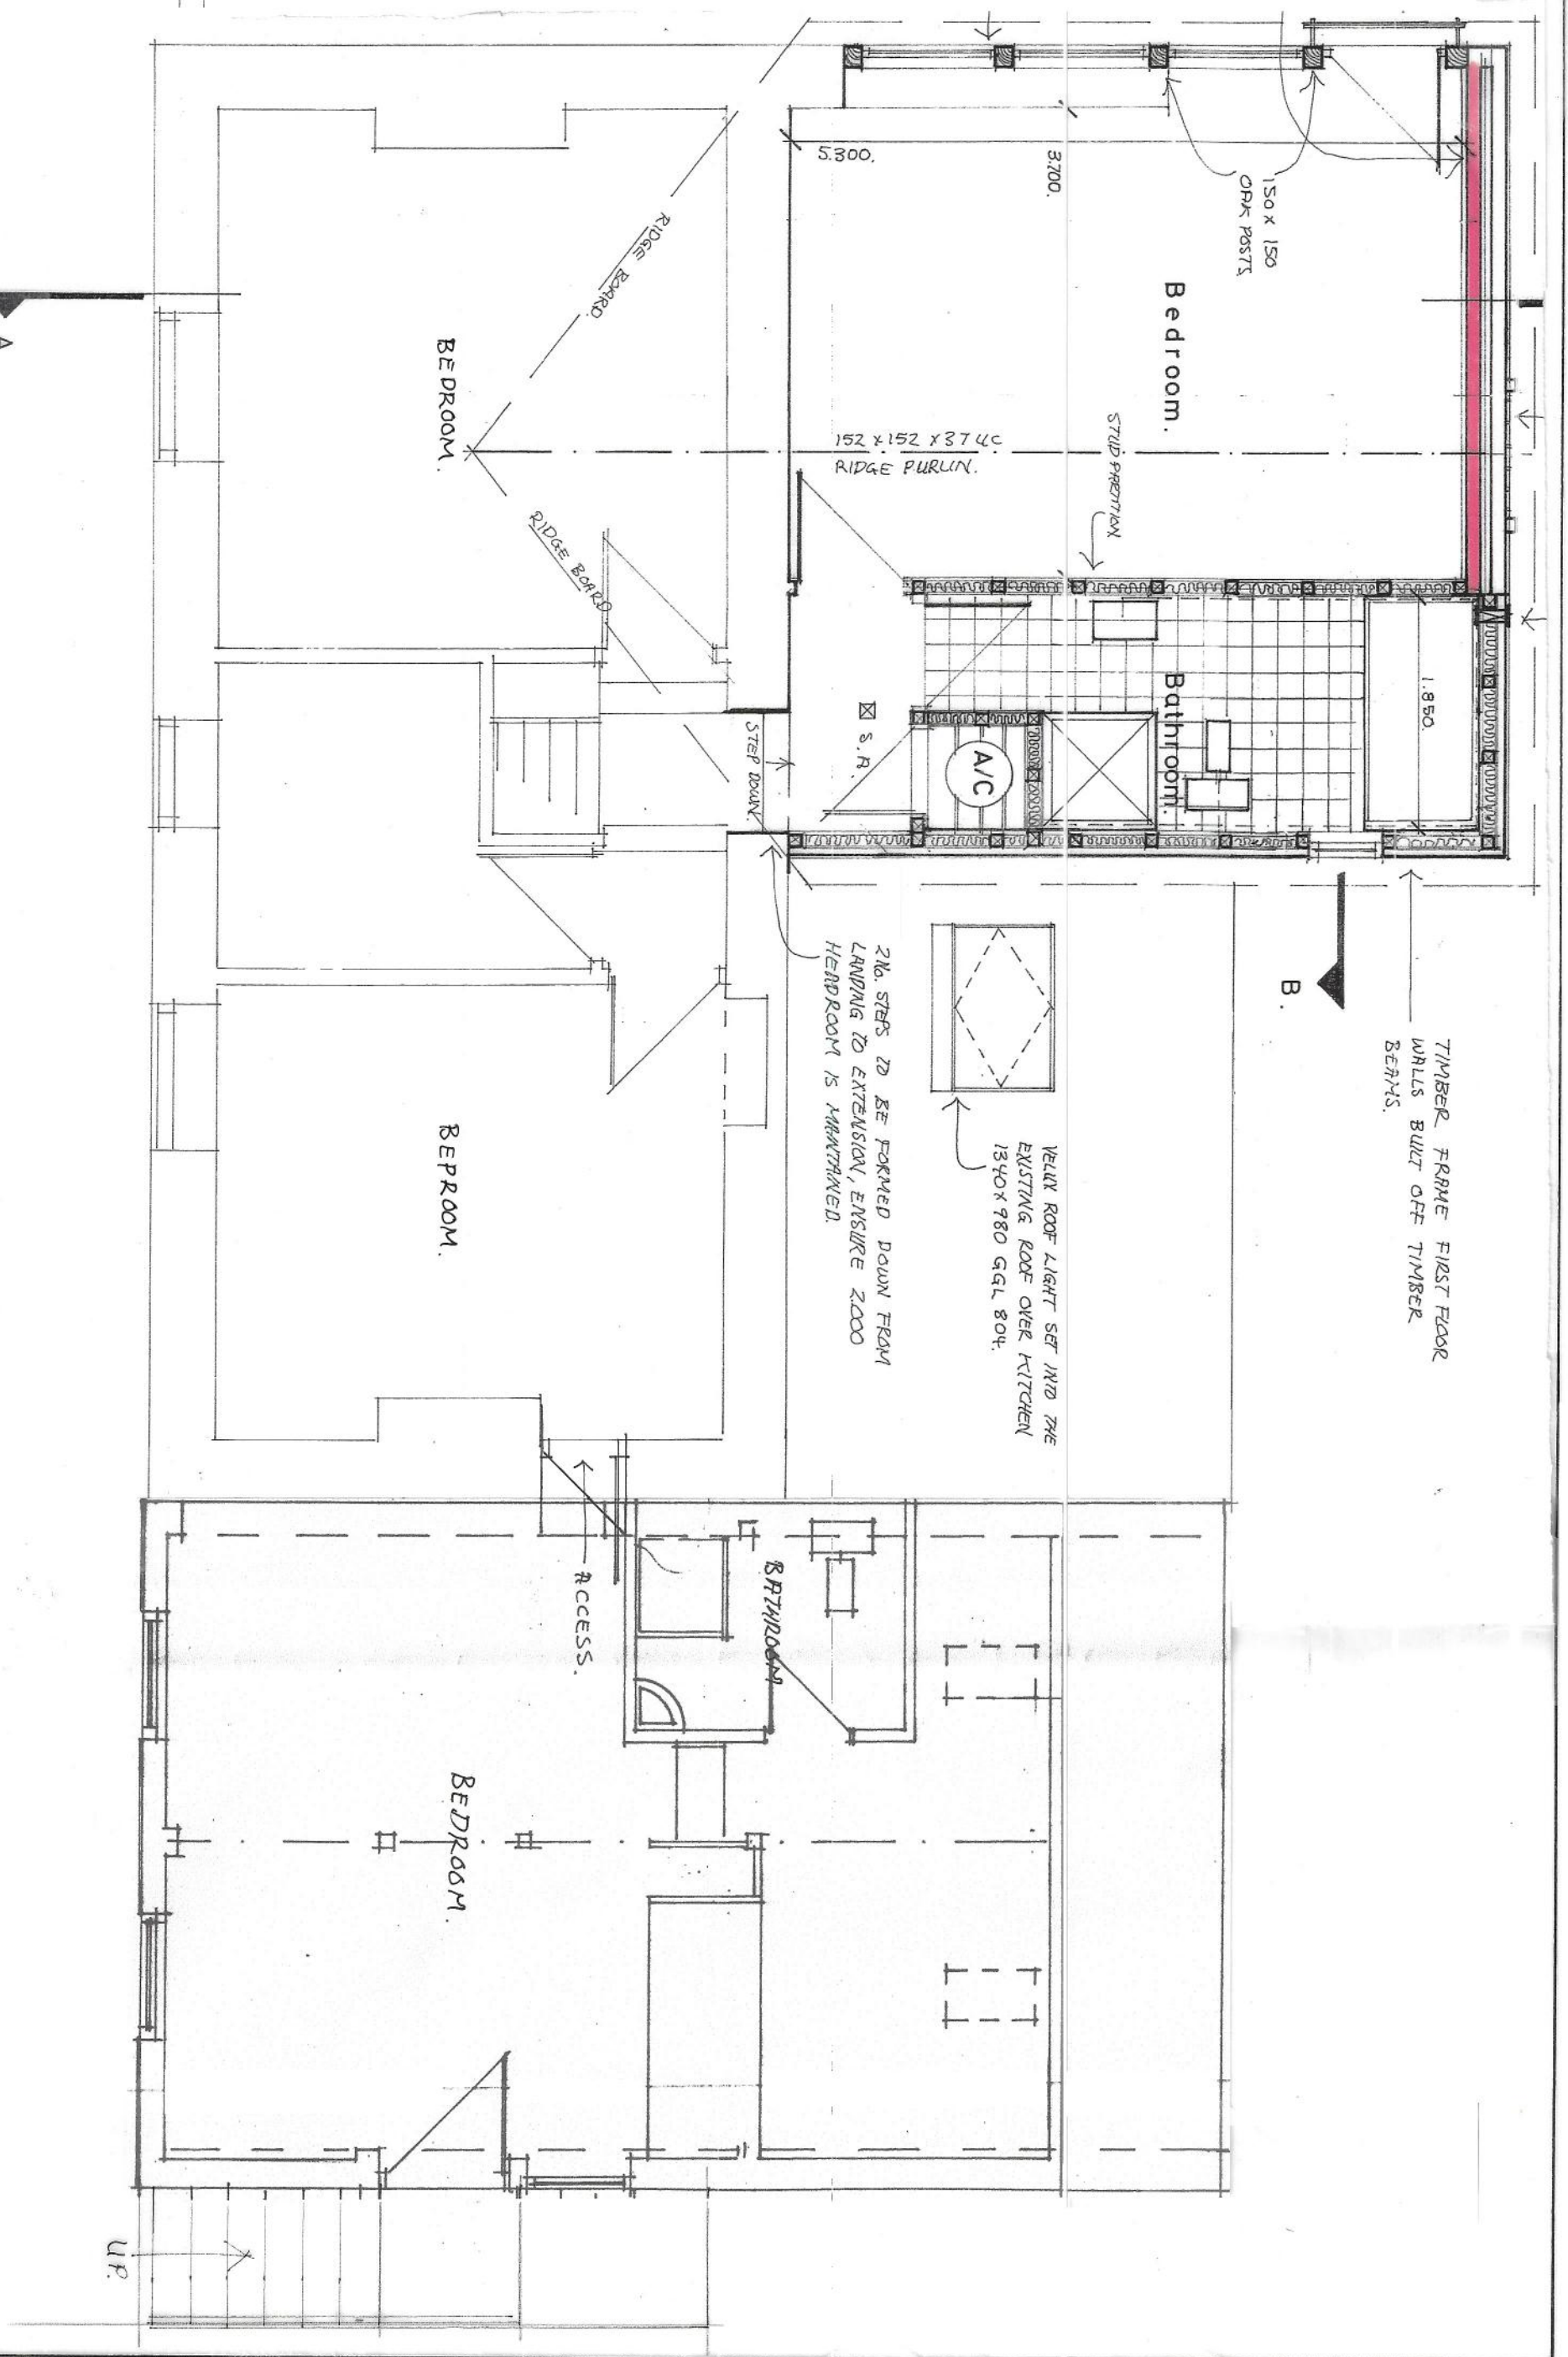 5.300.
3.700.
150 x 150
OAK POSTS
Bedroom.
RIDGE BOARD.
BEDROOM.
152 x 152 x 37 UC
RIDGE PURLIN.
STUD PARTITION
RIDGE BOARD
Bathroom.
1.850.
A/C
S.A.
STEP DOWN.
A
B.
TIMBER FRAME FIRST FLOOR
WALLS BUILT OFF TIMBER
BEAMS.
VELUX ROOF LIGHT SET INTO THE
EXISTING ROOF OVER KITCHEN
1340 x 980 GGL 804.
2No. STEPS TO BE FORMED DOWN FROM
LANDING TO EXTENSION, ENSURE 2.000
HEADROOM IS MAINTAINED.
BEPROOM.
ACCESS.
BATHROOM
BEDROOM.
UP.